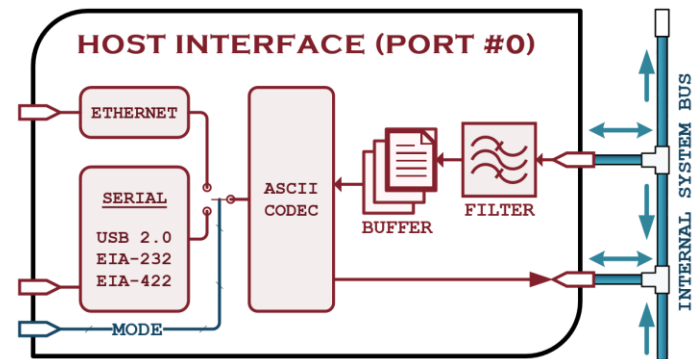 HOST INTERFACE (PORT #0)
ETHERNET
SERIAL
USB 2.0
EIA-232
EIA-422
MODE
ASCII
CODEC
BUFFER
FILTER
INTERNAL SYSTEM BUS